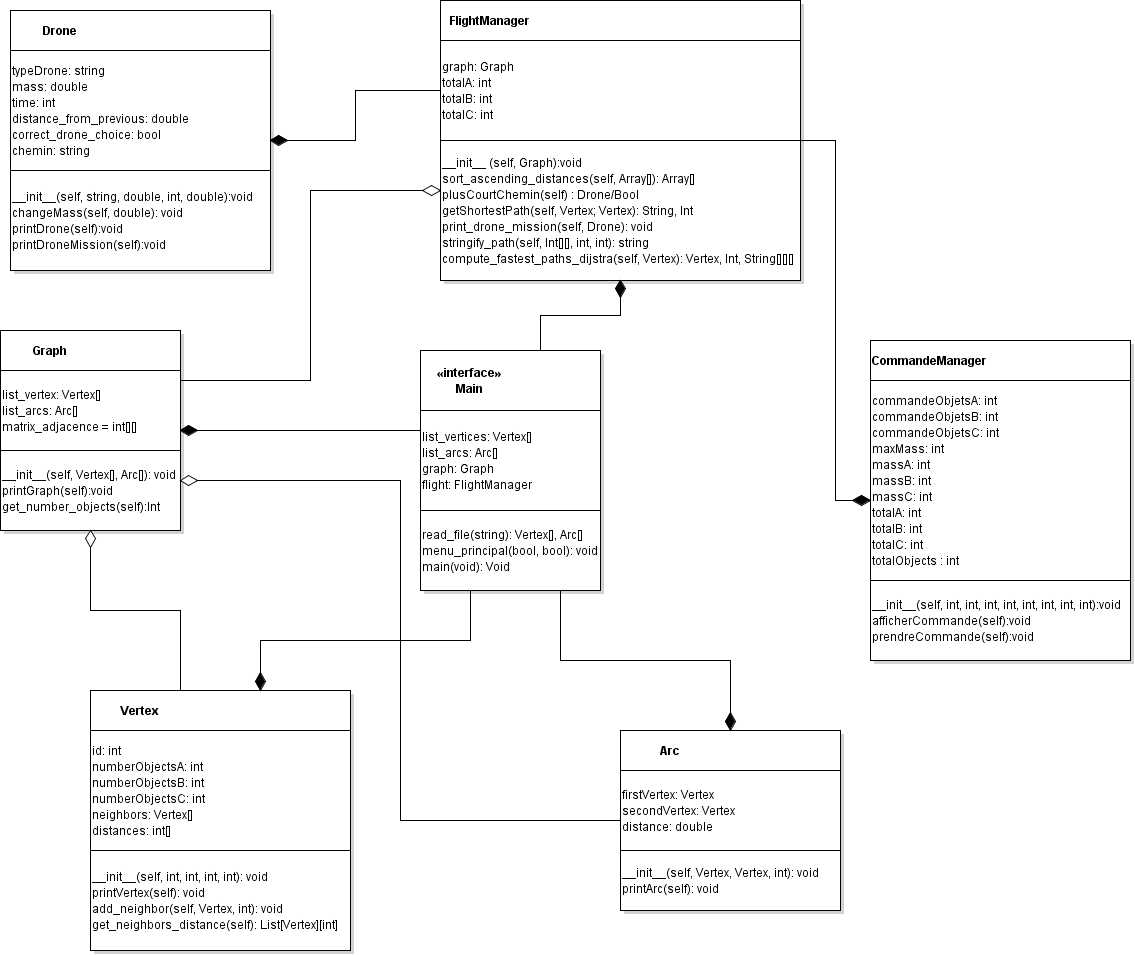 Drone
typeDrone: string
mass: double
time: int
distance_from_previous: double
correct_drone_choice: bool
chemin: string
__init__(self, string, double, int, double):void
changeMass(self, double): void
printDrone(self):void
printDroneMission(self):void
FlightManager
graph: Graph
totalA: int
totalB: int
totalC: int
__init__ (self, Graph):void
sort_ascending_distances(self, Array[]): Array[]
plusCourtChemin(self) : Drone/Bool
getShortestPath(self, Vertex; Vertex): String, Int
print_drone_mission(self, Drone): void
stringify_path(self, Int[][], int, int): string
compute_fastest_paths_dijstra(self, Vertex): Vertex, Int, String[][][]
Graph
list_vertex: Vertex[]
list_arcs: Arc[]
matrix_adjacence = int[][]
__init__(self, Vertex[], Arc[]): void
printGraph(self):void
get_number_objects(self):Int
«interface»
Main
list_vertices: Vertex[]
list_arcs: Arc[]
graph: Graph
flight: FlightManager
read_file(string): Vertex[], Arc[]
menu_principal(bool, bool): void
main(void): Void
CommandeManager
commandeObjetsA: int
commandeObjetsB: int
commandeObjetsC: int
maxMass: int
massA: int
massB: int
massC: int
totalA: int
totalB: int
totalC: int
totalObjects : int
__init__(self, int, int, int, int, int, int, int, int):void
afficherCommande(self):void
prendreCommande(self):void
Vertex
id: int
numberObjectsA: int
numberObjectsB: int
numberObjectsC: int
neighbors: Vertex[]
distances: int[]
__init__(self, int, int, int, int): void
printVertex(self): void
add_neighbor(self, Vertex, int): void
get_neighbors_distance(self): List[Vertex][int]
Arc
firstVertex: Vertex
secondVertex: Vertex
distance: double
__init__(self, Vertex, Vertex, int): void
printArc(self): void